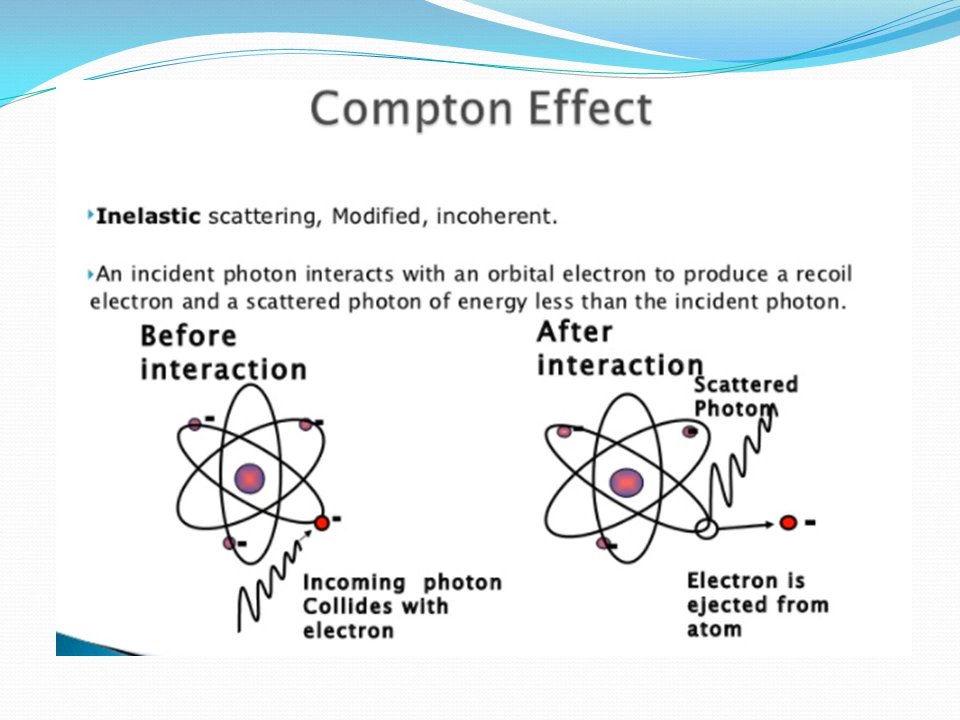 Compton Effect
Inelastic scattering, Modified, incoherent.
An incident photon interacts with an orbital electron to produce a recoil
electron and a scattered photon of energy less than the incident photon.
Before
interaction
After
interaction
Scattered
Photon
-
-
-
-
-
-
-
-
Incoming photon
Collides with
electron
Electron is
ejected from
atom